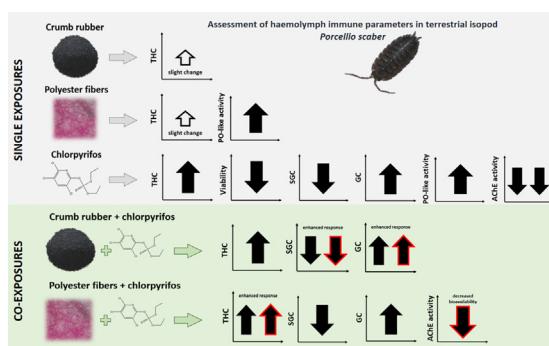 Assessment of haemolymph immune parameters in terrestrial isopod
Porcellio scaber
SINGLE EXPOSURES
Crumb rubber
THC
slight change
Polyester fibers
THC
slight change
PO-like activity
Chlorpyrifos
THC
Viability
SGC
GC
PO-like activity
AChE activity
CO-EXPOSURES
Crumb rubber + chlorpyrifos
+
THC
SGC
enhanced response
GC
enhanced response
Polyester fibers + chlorpyrifos
+
THC
enhanced response
SGC
GC
AChE activity
decreased
bioavailability